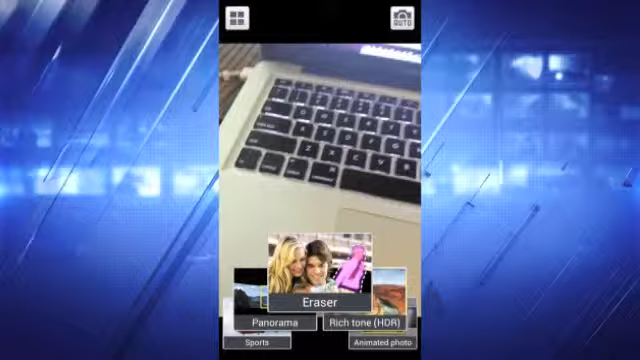 AUTO
Eraser
Panorama
Rich tone (HDR)
Sports
Animated photo